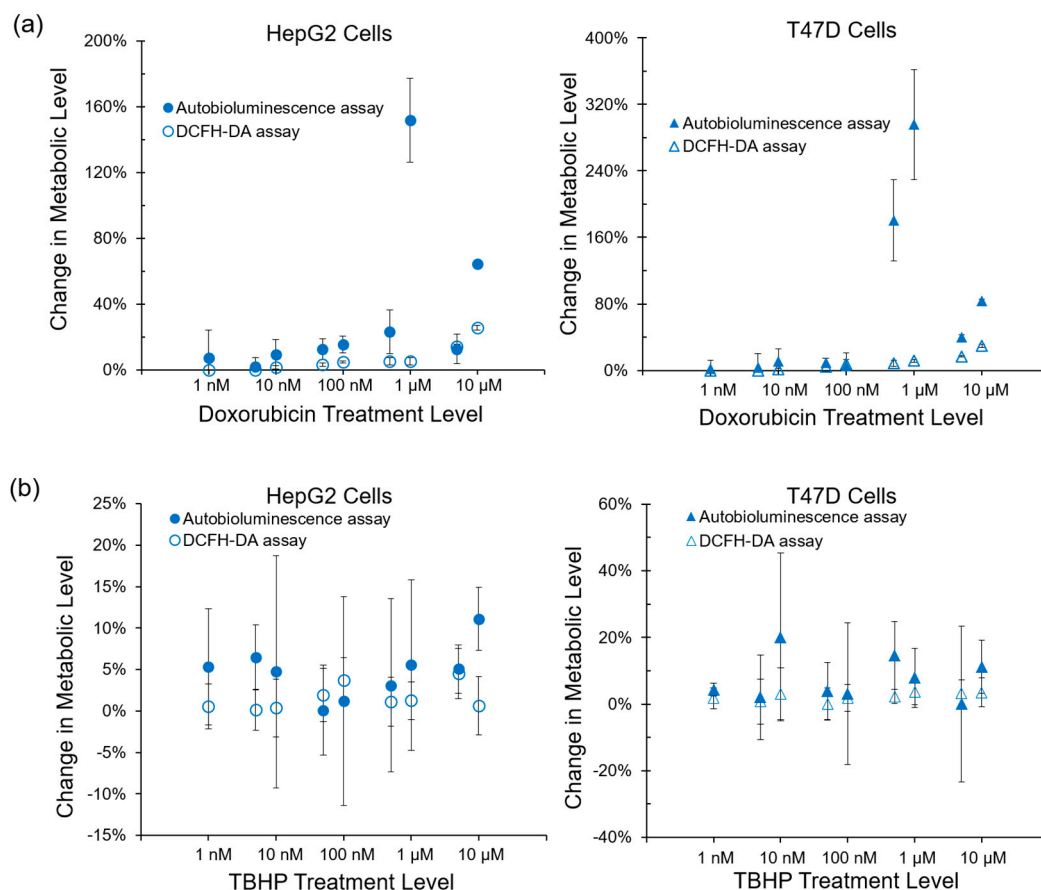 (a)
HepG2 Cells
200%
160%
120%
80%
40%
0%
Change in Metabolic Level
Autobioluminescence assay
DCFH-DA assay
1 nM 10 nM 100 nM 1 µM 10 µM
Doxorubicin Treatment Level
T47D Cells
400%
320%
240%
160%
80%
0%
Change in Metabolic Level
Autobioluminescence assay
DCFH-DA assay
1 nM 10 nM 100 nM 1 µM 10 µM
Doxorubicin Treatment Level
(b)
HepG2 Cells
25%
20%
15%
10%
5%
0%
-5%
-10%
-15%
Change in Metabolic Level
Autobioluminescence assay
DCFH-DA assay
1 nM 10 nM 100 nM 1 µM 10 µM
TBHP Treatment Level
T47D Cells
60%
40%
20%
0%
-20%
-40%
Change in Metabolic Level
Autobioluminescence assay
DCFH-DA assay
1 nM 10 nM 100 nM 1 µM 10 µM
TBHP Treatment Level